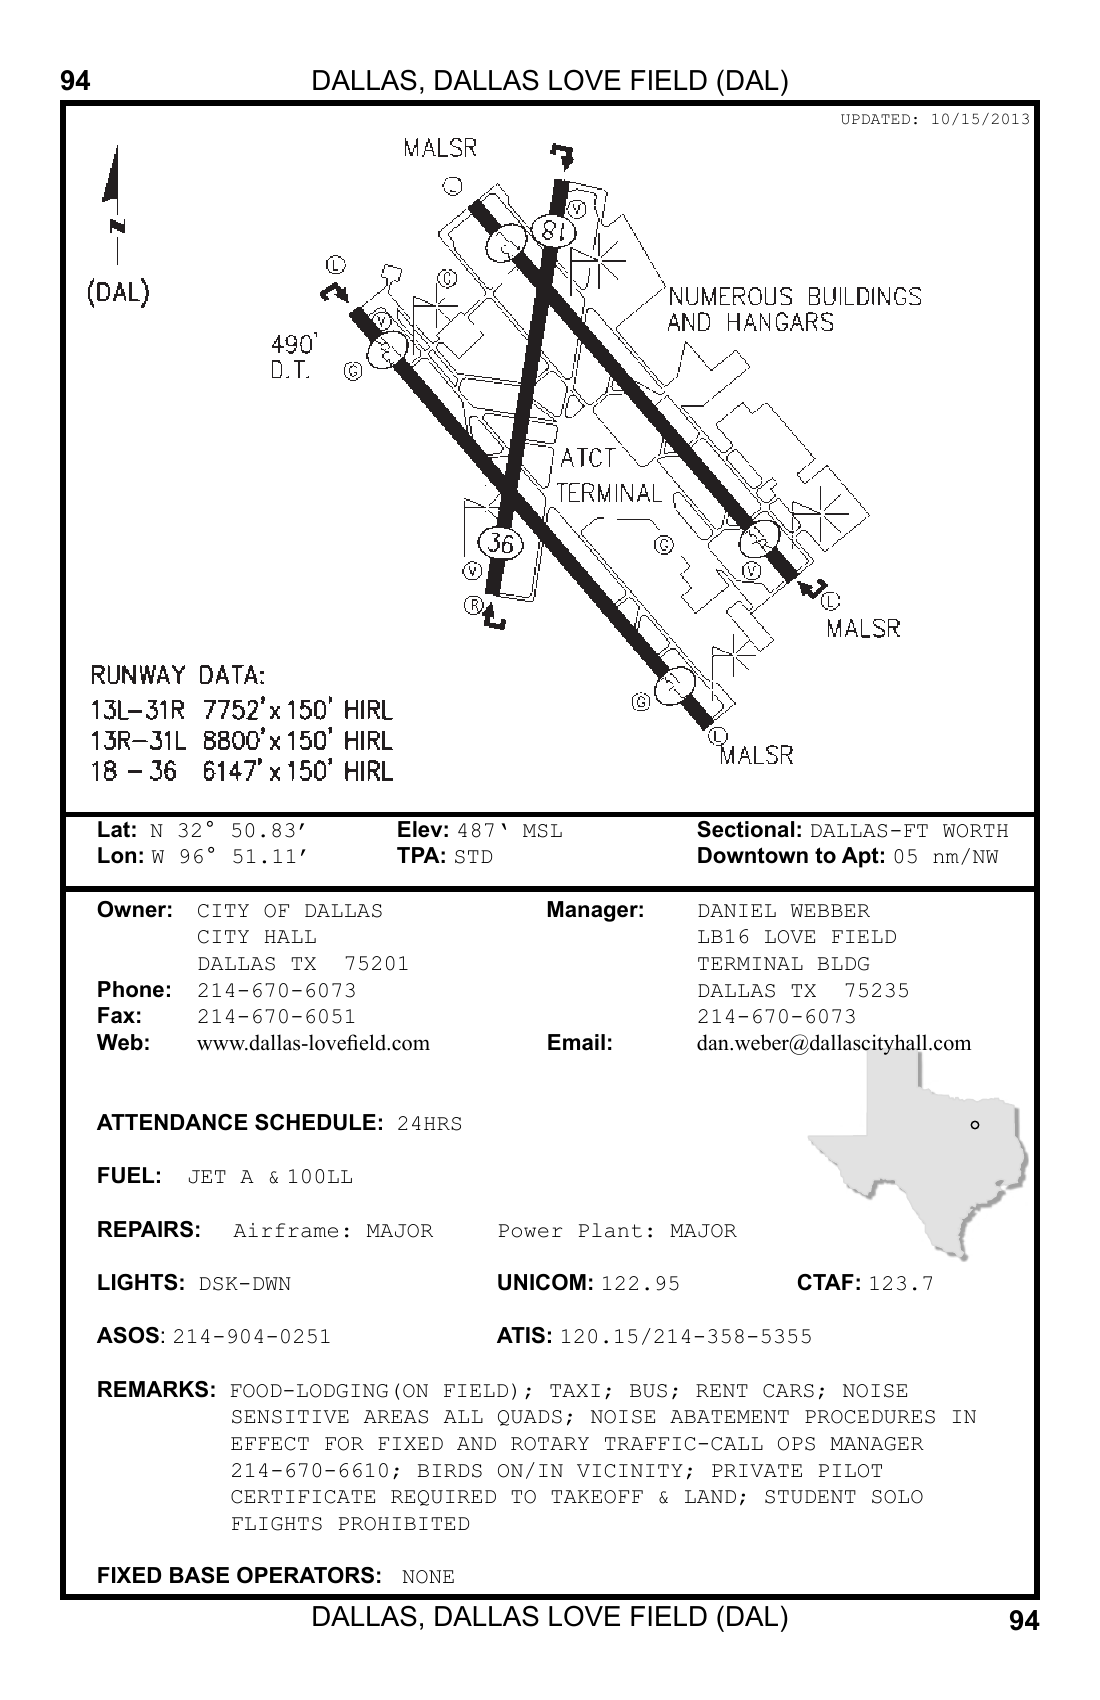 94 DALLAS, DALLAS LOVE FIELD (DAL)
UPDATED: 10/15/2013
MALSR
N
(DAL)
L
V
18
C
L
V
490'
D.T.
G
NUMEROUS BUILDINGS
AND HANGARS
ATCT
TERMINAL
36
G
V
V
R
L
MALSR
G
L
MALSR
RUNWAY DATA:
13L-31R 7752'x150' HIRL
13R-31L 8800'x150' HIRL
18 - 36 6147'x150' HIRL
Lat: N 32° 50.83’ Elev: 487‘ MSL Sectional: DALLAS-FT WORTH
Lon: W 96° 51.11’ TPA: STD Downtown to Apt: 05 nm/NW
Owner: CITY OF DALLAS Manager: DANIEL WEBBER
CITY HALL LB16 LOVE FIELD
DALLAS TX 75201 TERMINAL BLDG
Phone: 214-670-6073 DALLAS TX 75235
Fax: 214-670-6051 214-670-6073
Web: www.dallas-lovefield.com Email: dan.weber@dallascityhall.com
ATTENDANCE SCHEDULE: 24HRS
FUEL: JET A & 100LL
REPAIRS: Airframe: MAJOR Power Plant: MAJOR
LIGHTS: DSK-DWN UNICOM: 122.95 CTAF: 123.7
ASOS: 214-904-0251 ATIS: 120.15/214-358-5355
REMARKS: FOOD-LODGING(ON FIELD); TAXI; BUS; RENT CARS; NOISE
SENSITIVE AREAS ALL QUADS; NOISE ABATEMENT PROCEDURES IN
EFFECT FOR FIXED AND ROTARY TRAFFIC-CALL OPS MANAGER
214-670-6610; BIRDS ON/IN VICINITY; PRIVATE PILOT
CERTIFICATE REQUIRED TO TAKEOFF & LAND; STUDENT SOLO
FLIGHTS PROHIBITED
FIXED BASE OPERATORS: NONE
DALLAS, DALLAS LOVE FIELD (DAL) 94